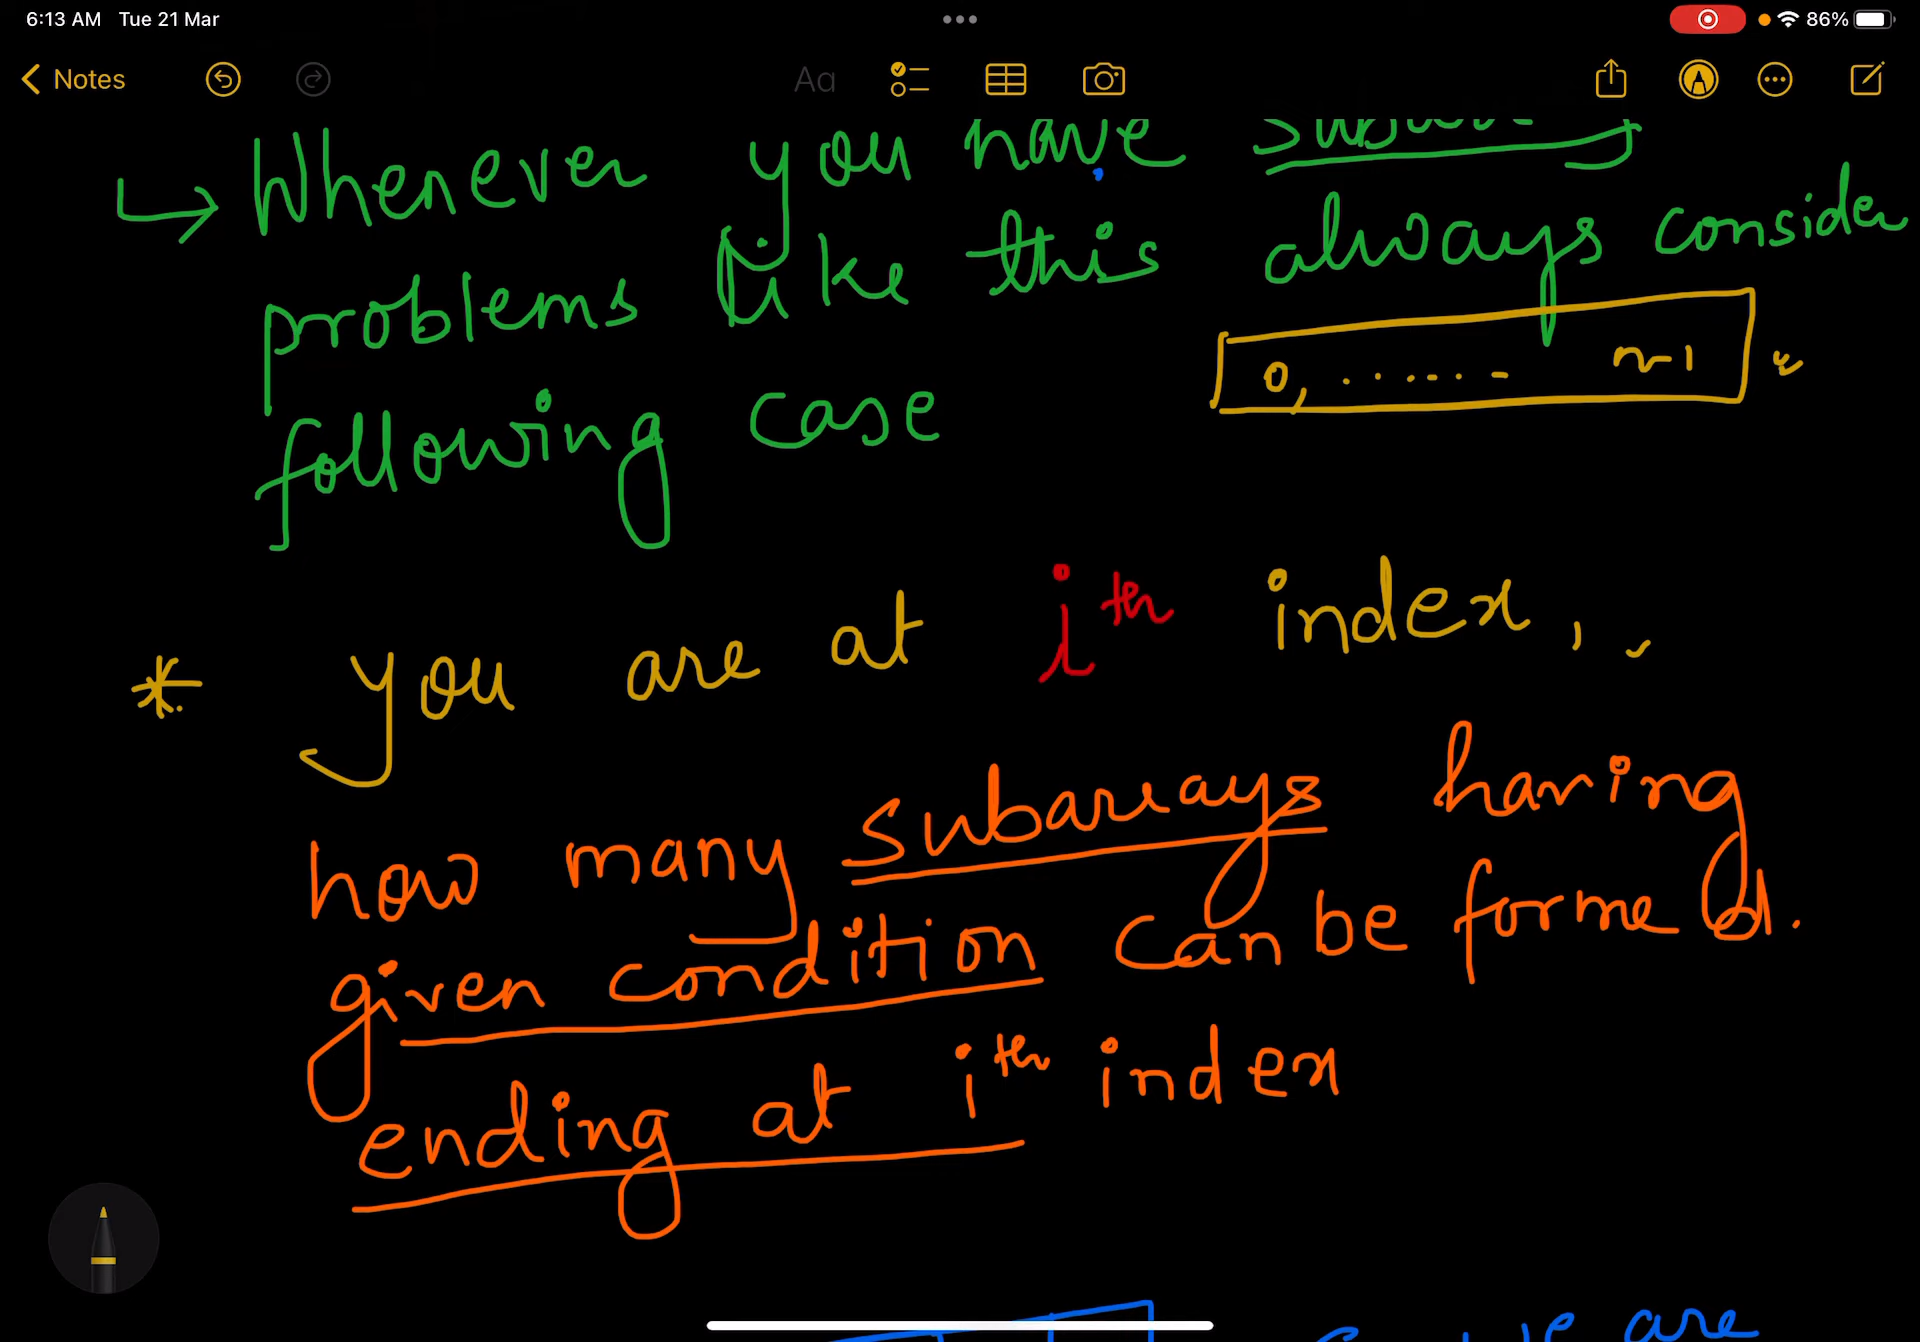 6:13 AM Tue 21 Mar
86%
Notes
Aa
Whenever you have
problems like this always consider
following case
0, ....... n-1
* you are at ith index,
how many subarrays having
given condition can be formed.
ending at ith index
are